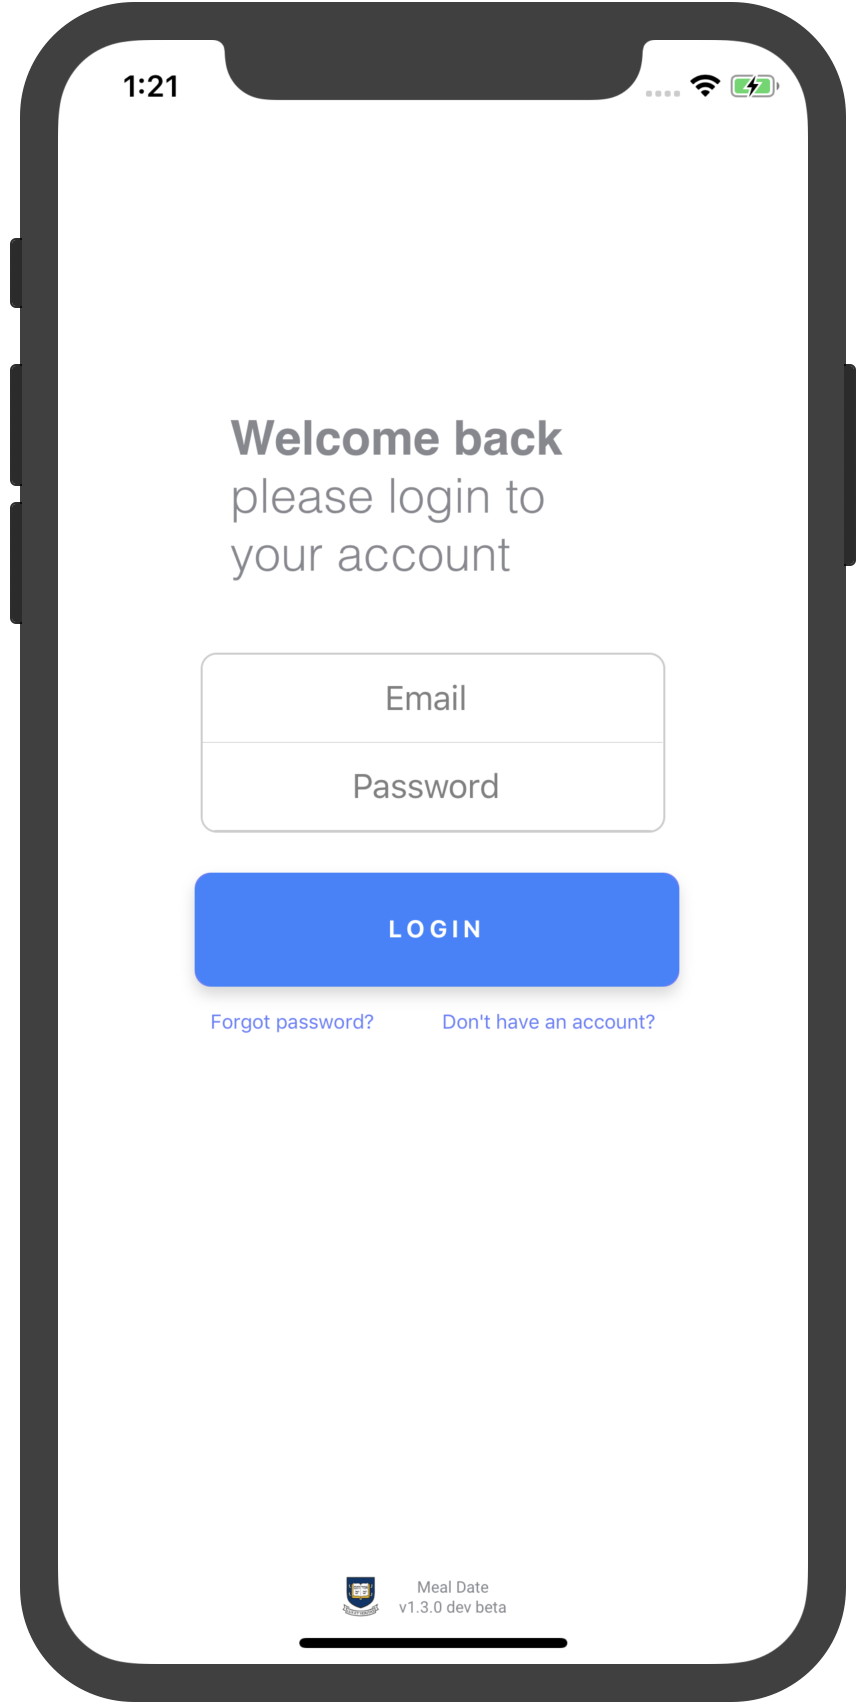 1:21
Welcome back
please login to
your account
Email
Password
LOGIN
Forgot password? Don't have an account?
Meal Date
v1.3.0 dev beta